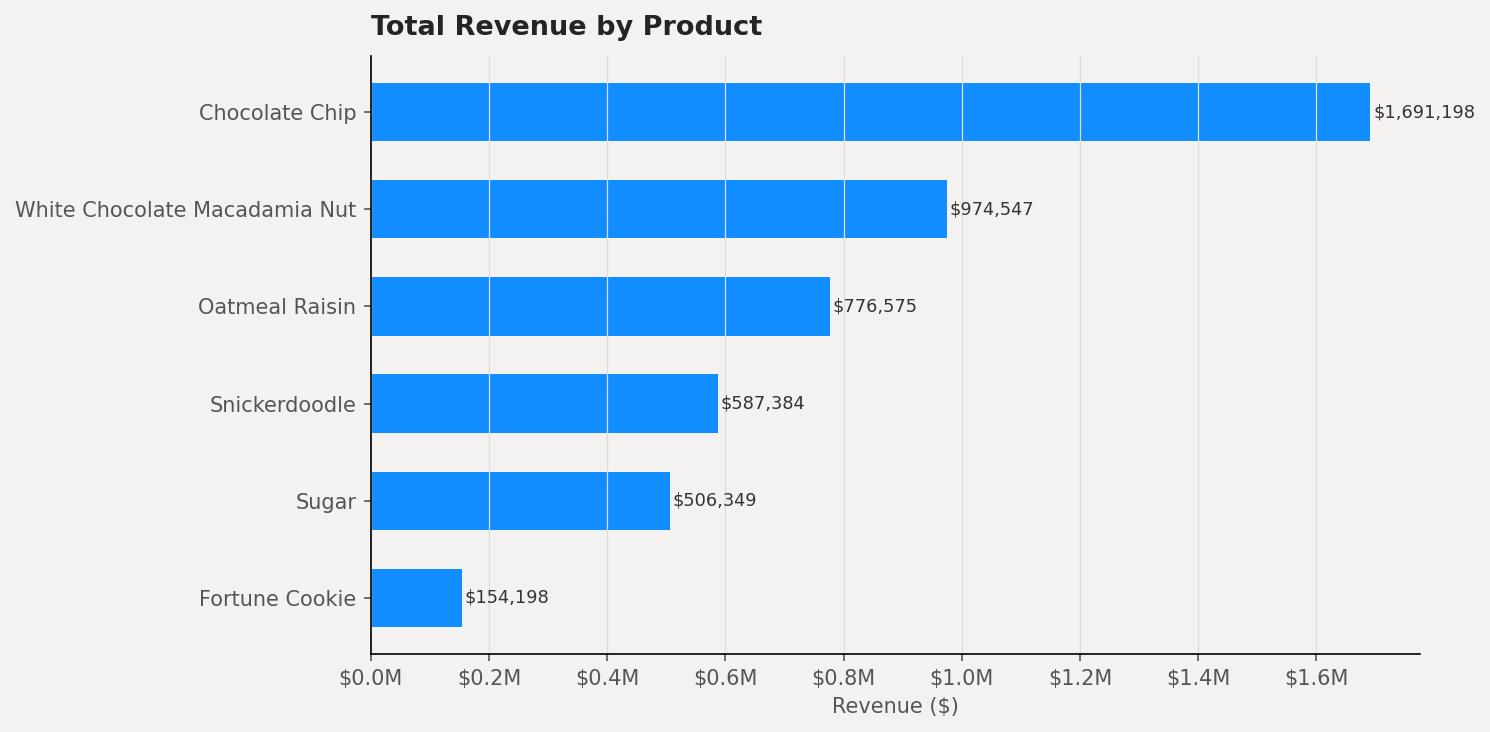 Total Revenue by Product
Chocolate Chip $1,691,198
White Chocolate Macadamia Nut $974,547
Oatmeal Raisin $776,575
Snickerdoodle $587,384
Sugar $506,349
Fortune Cookie $154,198
$0.0M $0.2M $0.4M $0.6M $0.8M $1.0M $1.2M $1.4M $1.6M
Revenue ($)